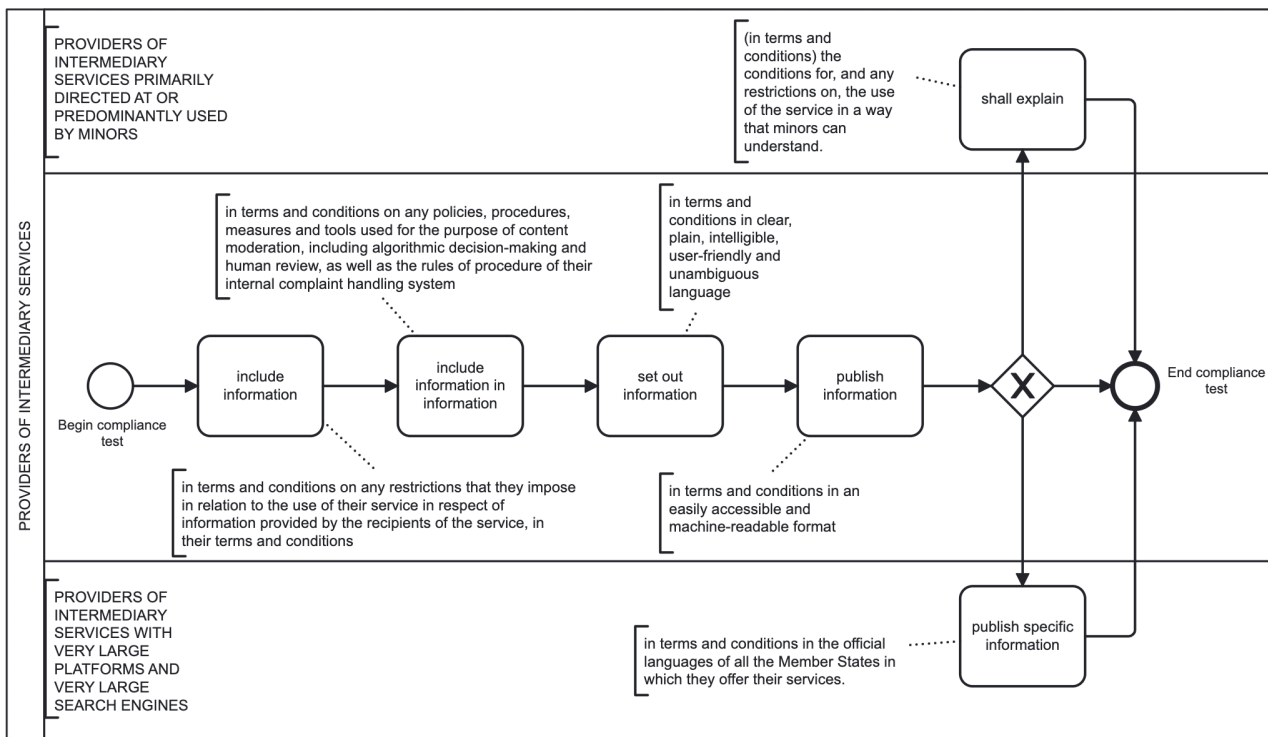 PROVIDERS OF INTERMEDIARY SERVICES
PROVIDERS OF
INTERMEDIARY
SERVICES PRIMARILY
DIRECTED AT OR
PREDOMINANTLY USED
BY MINORS
(in terms and
conditions) the
conditions for, and any
restrictions on, the use
of the service in a way
that minors can
understand.
shall explain
in terms and conditions on any policies, procedures,
measures and tools used for the purpose of content
moderation, including algorithmic decision-making and
human review, as well as the rules of procedure of their
internal complaint handling system
in terms and
conditions in clear,
plain, intelligible,
user-friendly and
unambiguous
language
Begin compliance
test
include
information
include
information in
information
set out
information
publish
information
X
End compliance
test
in terms and conditions on any restrictions that they impose
in relation to the use of their service in respect of
information provided by the recipients of the service, in
their terms and conditions
in terms and conditions in an
easily accessible and
machine-readable format
PROVIDERS OF
INTERMEDIARY
SERVICES WITH
VERY LARGE
PLATFORMS AND
VERY LARGE
SEARCH ENGINES
in terms and conditions in the official
languages of all the Member States in
which they offer their services.
publish specific
information